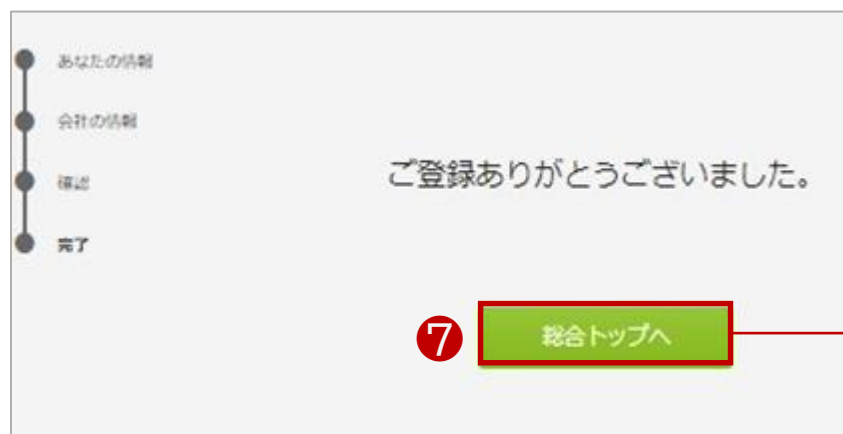 あなたの情報
会社の情報
確認
完了
ご登録ありがとうございました。
7 総合トップへ